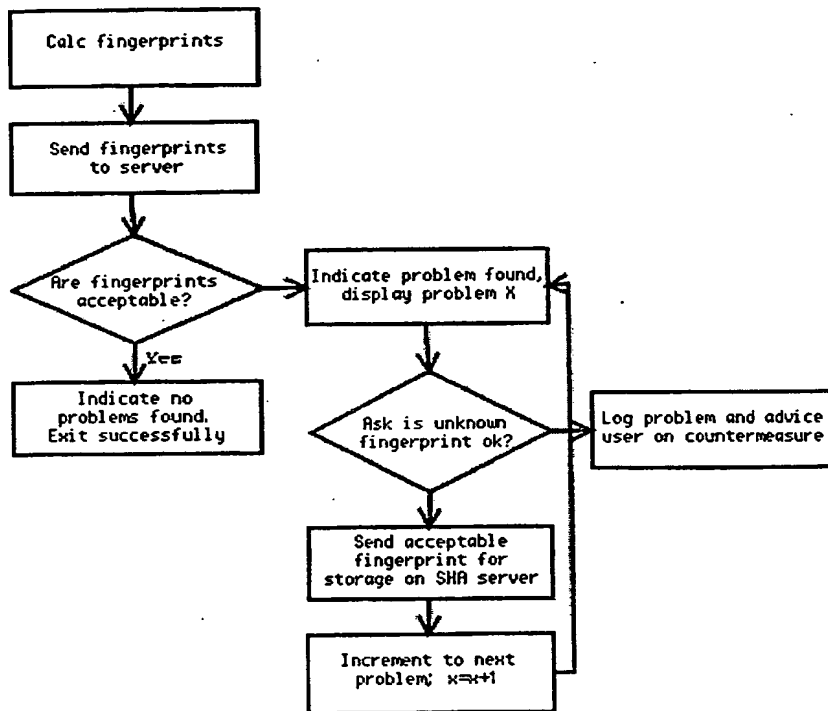 Calc fingerprints
Send fingerprints
to server
Are fingerprints
acceptable?
Yes
Indicate no
problems found.
Exit successfully
Indicate problem found,
display problem X
Ask is unknown
fingerprint ok?
Log problem and advice
user on countermeasure
Send acceptable
fingerprint for
storage on SHA server
Increment to next
problem; x=x+1